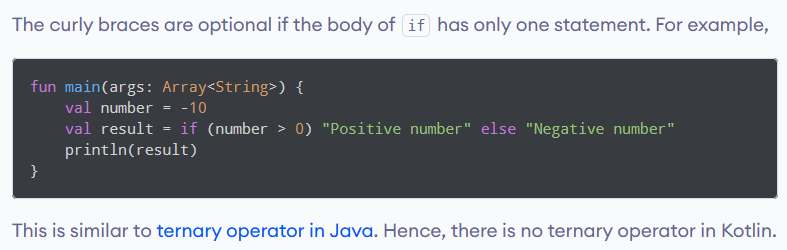 The curly braces are optional if the body of if has only one statement. For example,
fun main(args: Array<String>) {
    val number = -10
    val result = if (number > 0) "Positive number" else "Negative number"
    println(result)
}
This is similar to ternary operator in Java. Hence, there is no ternary operator in Kotlin.